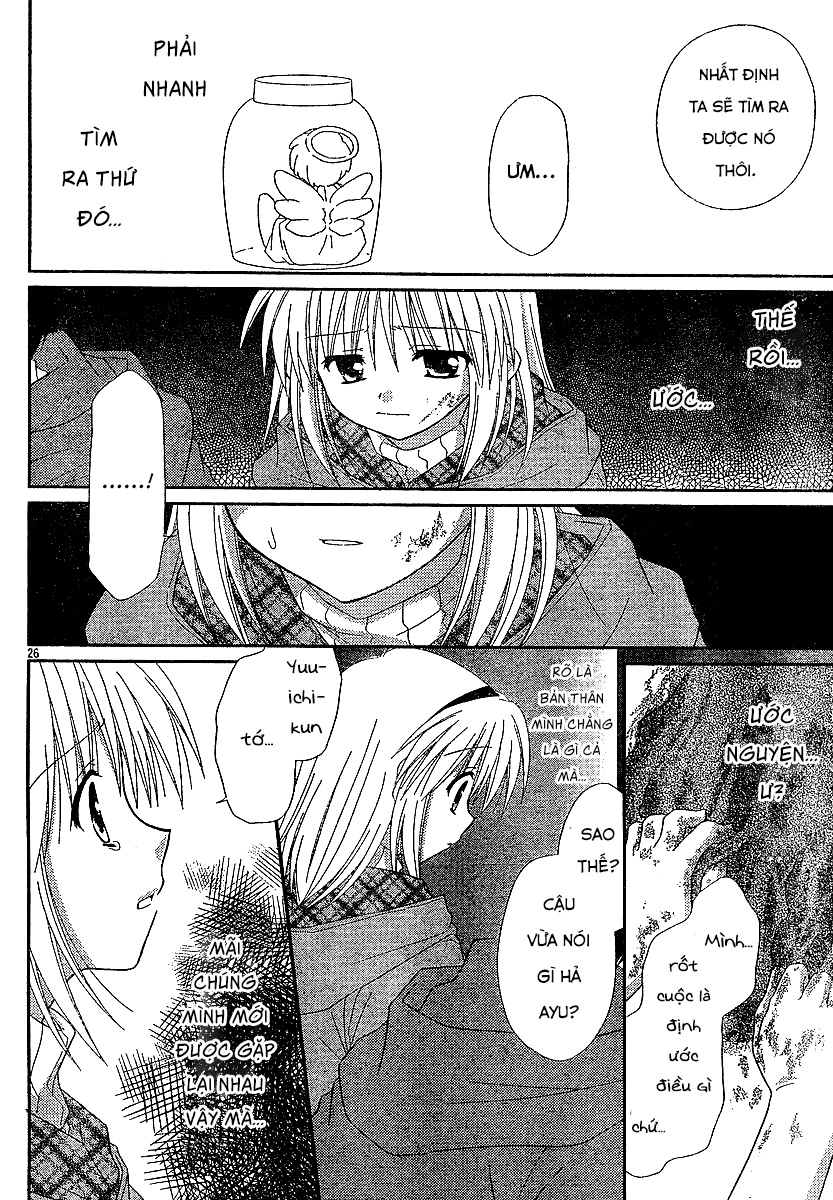 NHẤT ĐỊNH
TA SẼ TÌM RA
ĐƯỢC NÓ
THÔI.
ƯM...
PHẢI
NHANH
TÌM
RA THỨ
ĐÓ...
THẾ
RỒI...
ƯỚC...
......!
26
ƯỚC
NGUYỆN...
Ư?
Mình...
rốt
cuộc là
định
ước
điều gì
chứ...
RÕ LÀ
BẢN THÂN
MÌNH CHẲNG
LÀ GÌ CẢ
MÀ...
SAO
THẾ?
CẬU
VỪA NÓI
GÌ HẢ
AYU?
Yuu-
ichi-
kun
tớ...
MÃI
CHÚNG
MÌNH MỚI
ĐƯỢC GẶP
LẠI NHAU
VẬY MÀ...